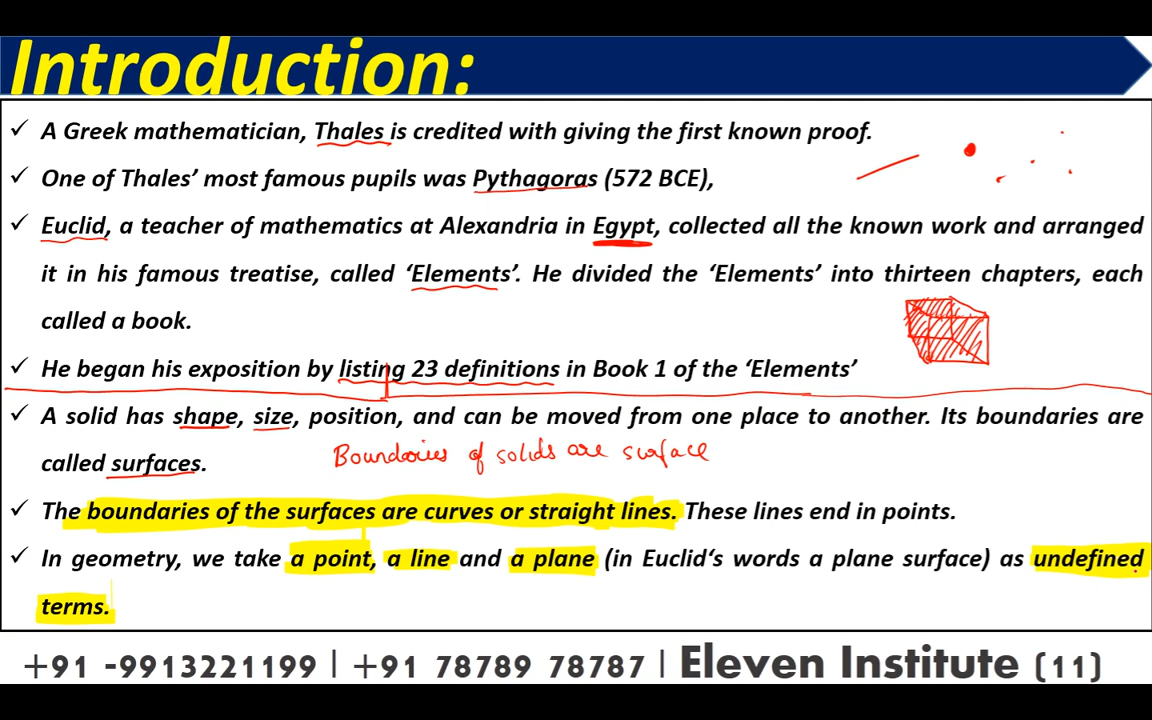 Introduction:
✓ A Greek mathematician, Thales is credited with giving the first known proof.
✓ One of Thales’ most famous pupils was Pythagoras (572 BCE),
✓ Euclid, a teacher of mathematics at Alexandria in Egypt, collected all the known work and arranged
it in his famous treatise, called ‘Elements’. He divided the ‘Elements’ into thirteen chapters, each
called a book.
✓ He began his exposition by listing 23 definitions in Book 1 of the ‘Elements’
✓ A solid has shape, size, position, and can be moved from one place to another. Its boundaries are
called surfaces.
Boundaries of solids are surface
✓ The boundaries of the surfaces are curves or straight lines. These lines end in points.
✓ In geometry, we take a point, a line and a plane (in Euclid‘s words a plane surface) as undefined
terms.
+91 -9913221199 | +91 78789 78787 | Eleven Institute (11)